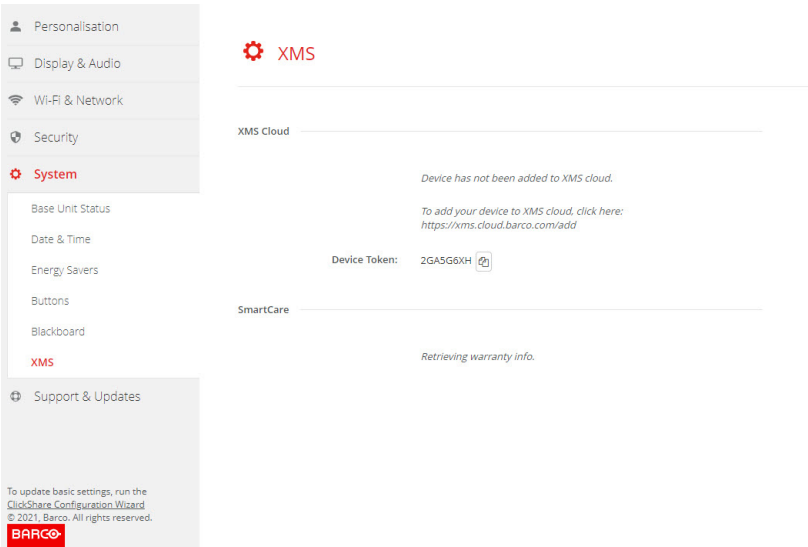 Personalisation
Display & Audio
Wi-Fi & Network
Security
System
Base Unit Status
Date & Time
Energy Savers
Buttons
Blackboard
XMS
Support & Updates
To update basic settings, run the
ClickShare Configuration Wizard
© 2021, Barco. All rights reserved.
BARCO
XMS
XMS Cloud
Device has not been added to XMS cloud.
To add your device to XMS cloud, click here:
https://xms.cloud.barco.com/add
Device Token: 2GA5G6XH
SmartCare
Retrieving warranty info.